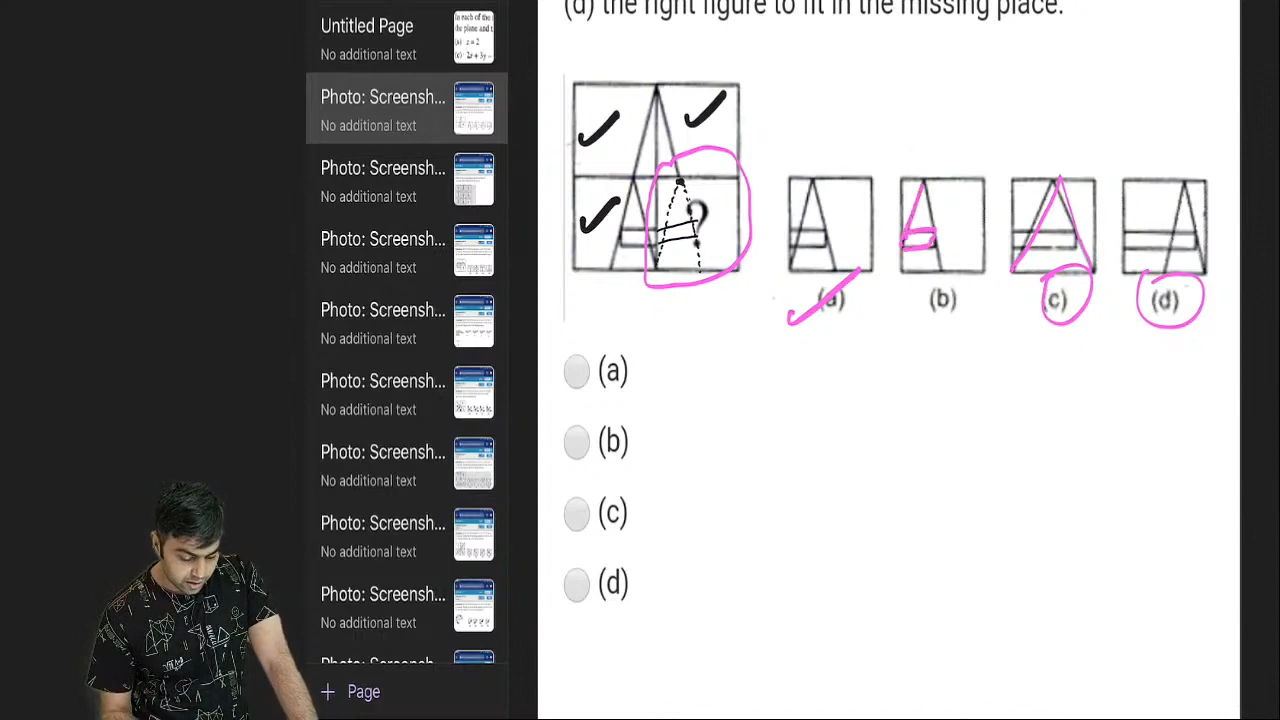 Untitled Page
No additional text
Photo: Screensh...
No additional text
Photo: Screensh...
No additional text
Photo: Screensh...
No additional text
Photo: Screensh...
No additional text
Photo: Screensh...
No additional text
Photo: Screensh...
No additional text
Photo: Screensh...
No additional text
Photo: Screensh...
No additional text
+ Page
(d) the right figure to fit in the missing place.
?
(a) (b) (c) (d)
(a)
(b)
(c)
(d)